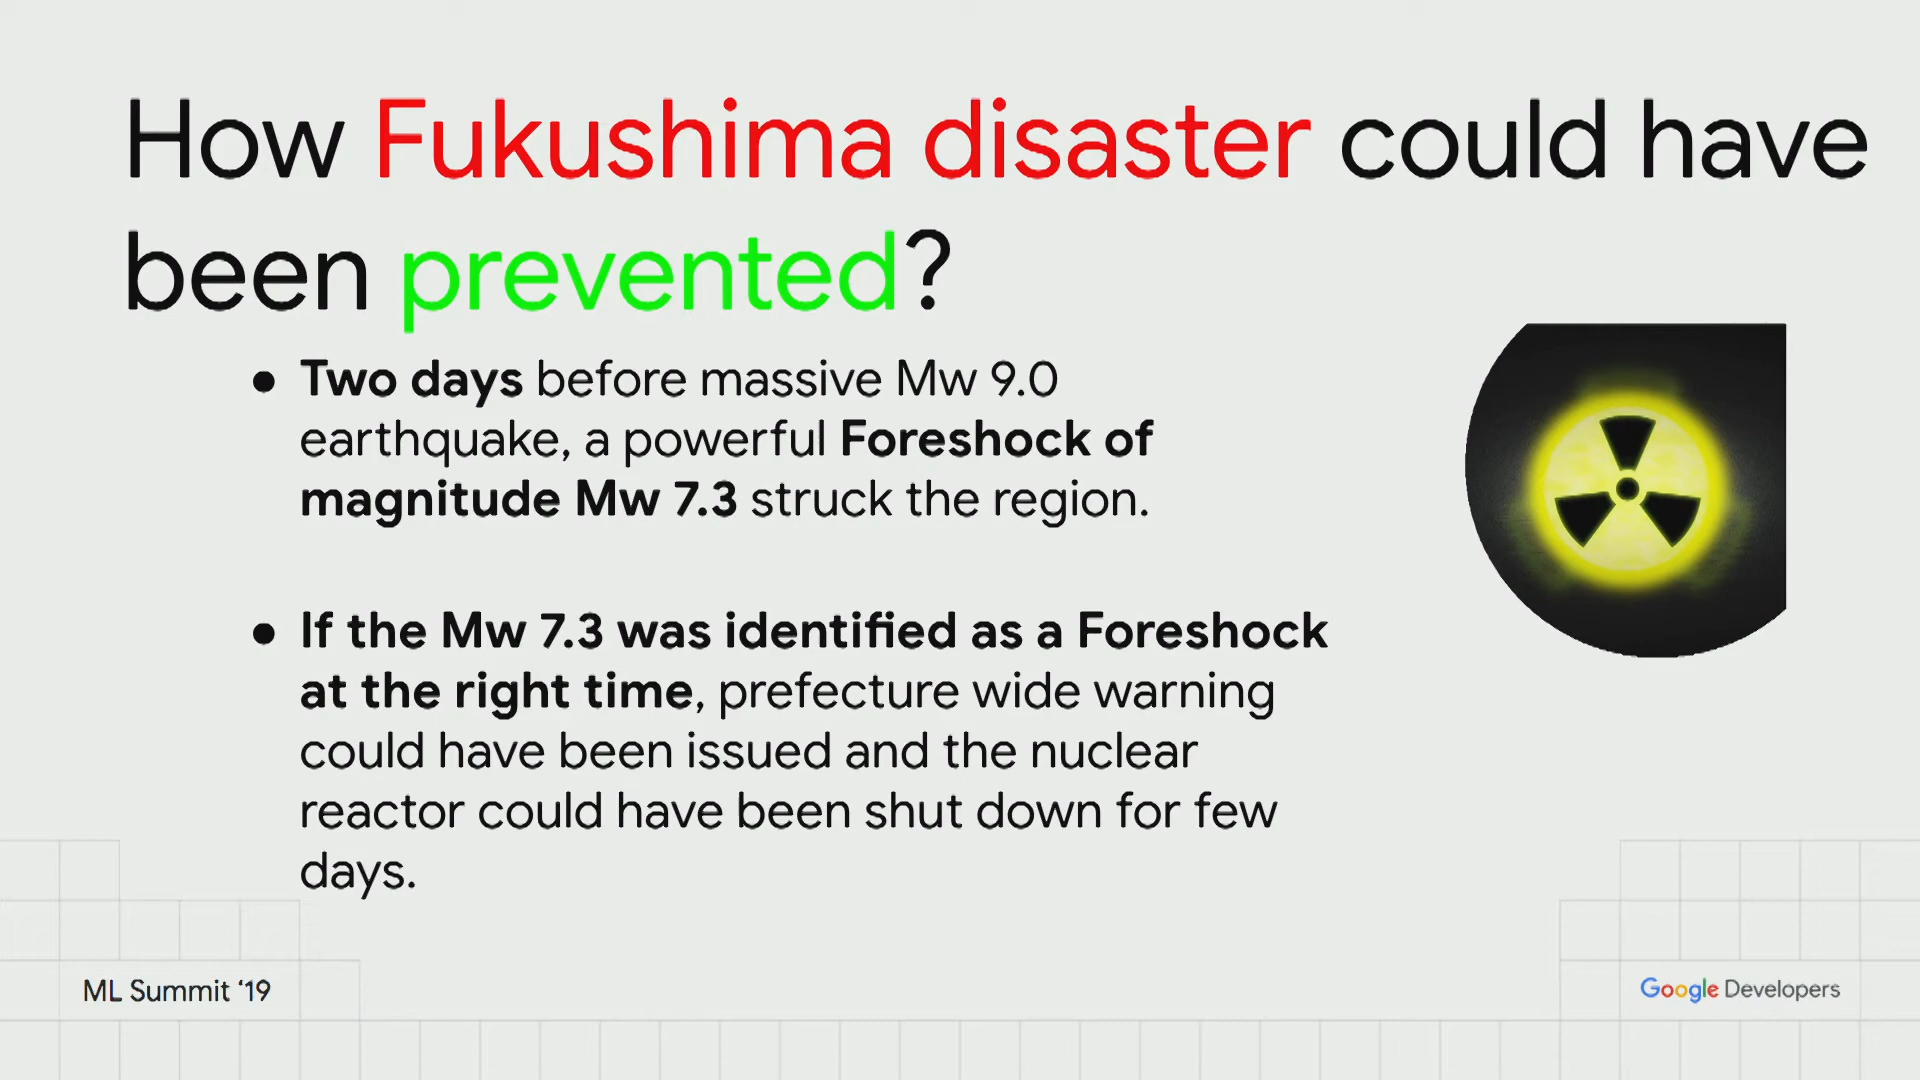 How Fukushima disaster could have
been prevented?
● Two days before massive Mw 9.0
earthquake, a powerful Foreshock of
magnitude Mw 7.3 struck the region.
● If the Mw 7.3 was identified as a Foreshock
at the right time, prefecture wide warning
could have been issued and the nuclear
reactor could have been shut down for few
days.
ML Summit ‘19
Google Developers